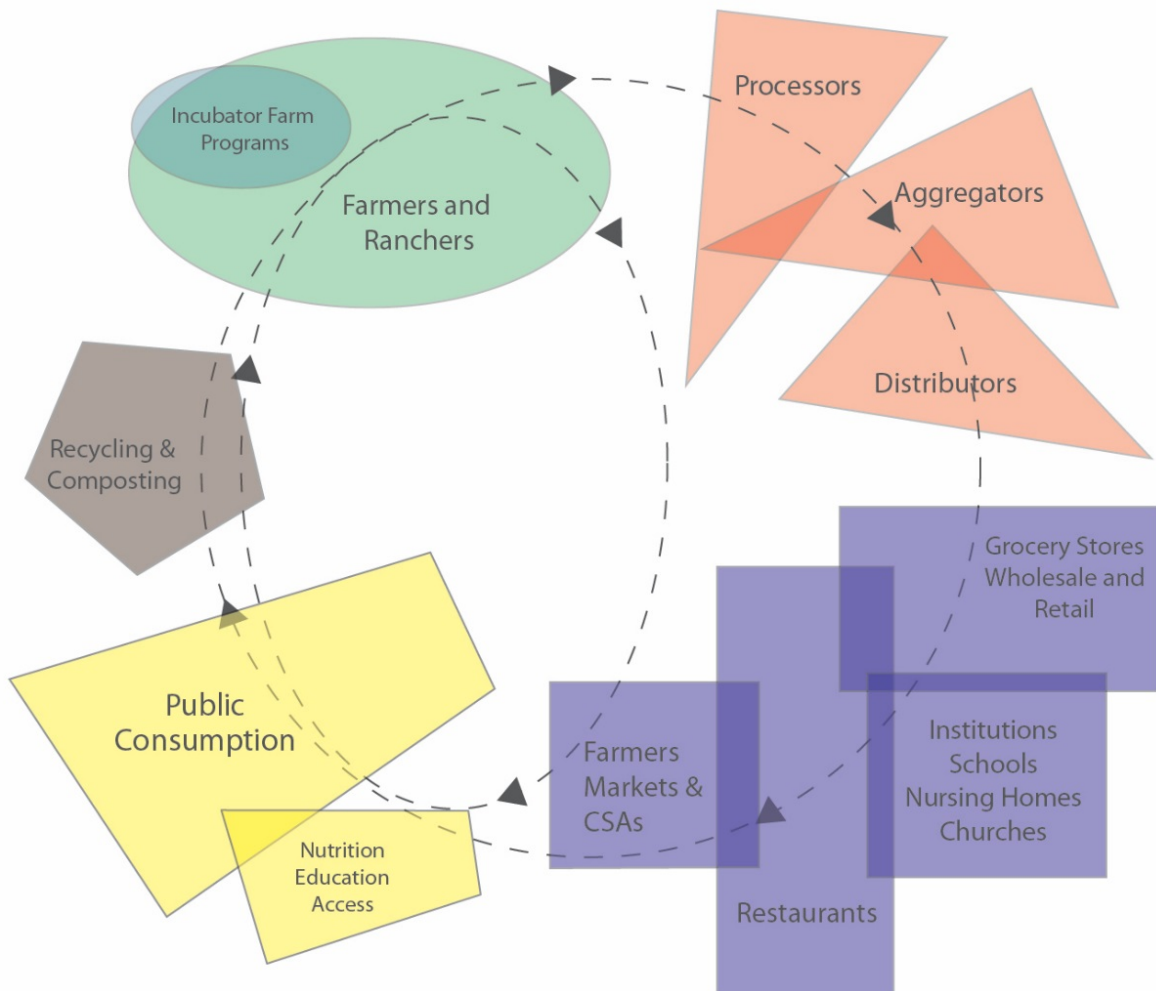 Incubator Farm
Programs
Farmers and
Ranchers
Processors
Aggregators
Distributors
Recycling &
Composting
Grocery Stores
Wholesale and
Retail
Public
Consumption
Farmers
Markets &
CSAs
Institutions
Schools
Nursing Homes
Churches
Nutrition
Education
Access
Restaurants